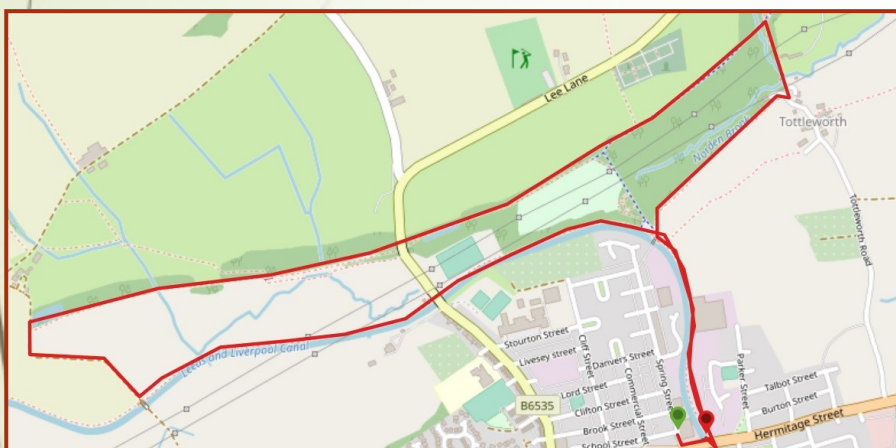 Lee Lane
Tottleworth
Norden Brook
Tottleworth Road
Leeds and Liverpool Canal
Stourton Street
Livesey street
Cliff Street
Danvers Street
Spring Street
Commercial Street
Parker Street
Lord Street
Talbot Street
B6535
Clifton Street
Burton Street
Brook Street
Hermitage Street
School Street